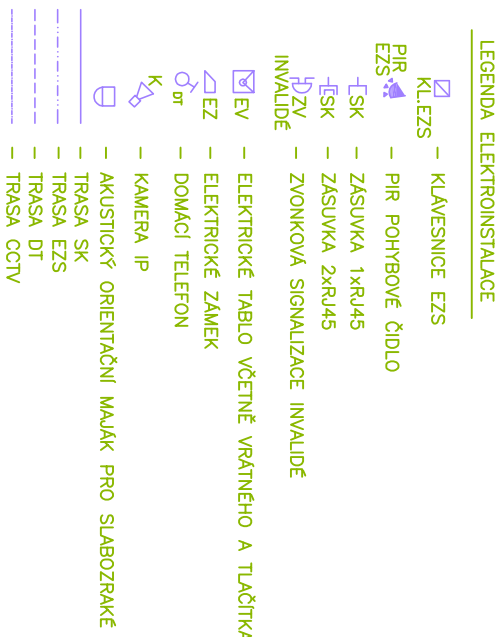 LEGENDA ELEKTROINSTALACE
KL.EZS – KLÁVESNICE EZS
PIR EZS – PIR POHYBOVÉ ČIDLO
SK – ZÁSUVKA 1xRJ45
SK – ZÁSUVKA 2xRJ45
ZV INVALIDÉ – ZVONKOVÁ SIGNALIZACE INVALIDÉ
EV – ELEKTRICKÉ TABLO VČETNĚ VRÁTNÉHO A TLAČÍTKA
EZ – ELEKTRICKÉ ZÁMEK
DT – DOMÁCÍ TELEFON
K – KAMERA IP
– AKUSTICKÝ ORIENTAČNÍ MAJÁK PRO SLABOZRAKÉ
– TRASA SK
– TRASA EZS
– TRASA DT
– TRASA CCTV